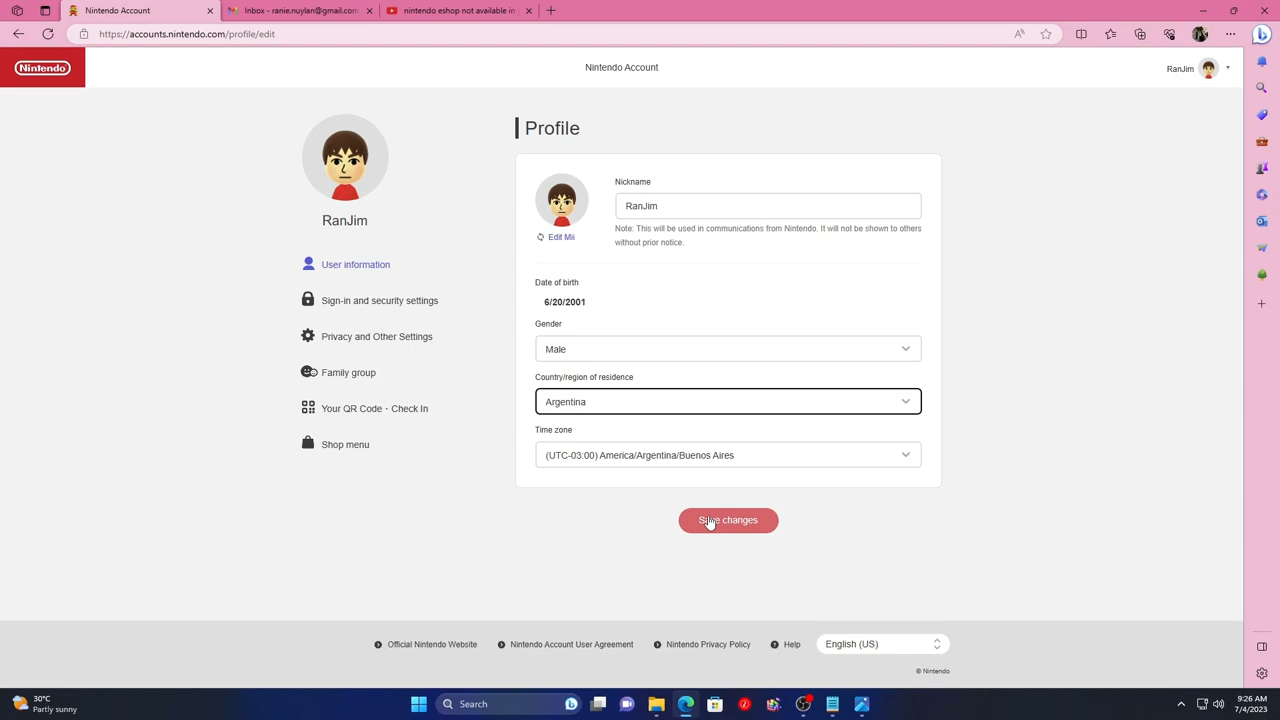 Nintendo Account
Inbox - ranie.nuylan@gmail.com
nintendo eshop not available in
https://accounts.nintendo.com/profile/edit
Nintendo
Nintendo Account
RanJim
RanJim
User information
Sign-in and security settings
Privacy and Other Settings
Family group
Your QR Code・Check In
Shop menu
Profile
Edit Mii
Nickname
RanJim
Note: This will be used in communications from Nintendo. It will not be shown to others
without prior notice.
Date of birth
6/20/2001
Gender
Male
Country/region of residence
Argentina
Time zone
(UTC-03:00) America/Argentina/Buenos Aires
Save changes
Official Nintendo Website
Nintendo Account User Agreement
Nintendo Privacy Policy
Help
English (US)
© Nintendo
30°C
Partly sunny
Search
9:26 AM
7/4/2023